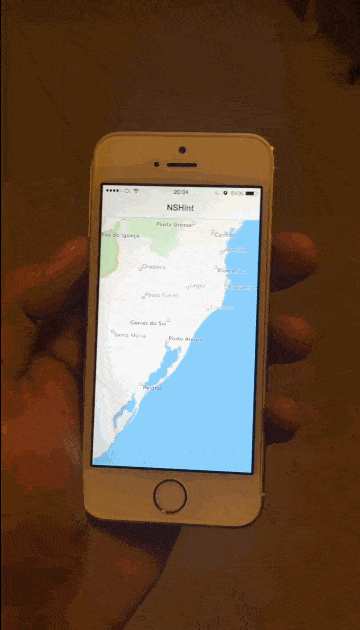 20:04
NSHint
Ponta Grossa
Foz do Iguaçu
Curitiba
Chapecó
Lages
Passo Fundo
Caxias do Sul
Santa Maria
Porto Alegre
Pelotas